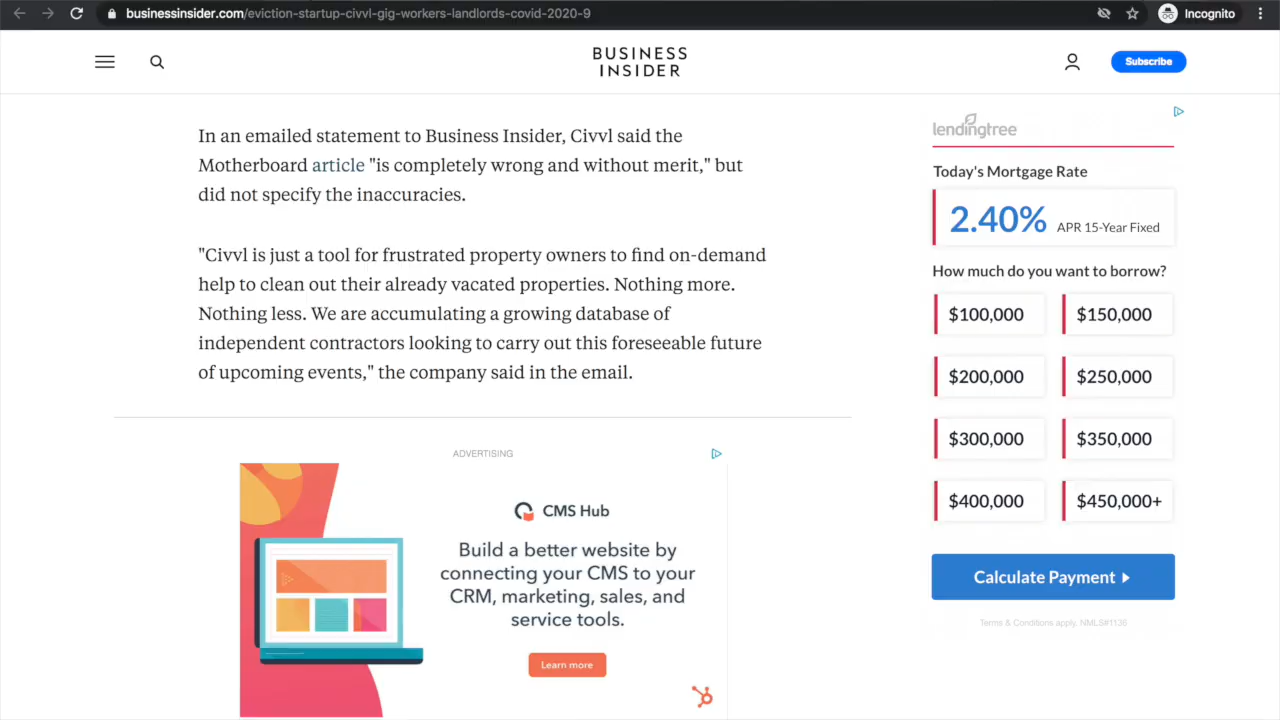 businessinsider.com/eviction-startup-civvl-gig-workers-landlords-covid-2020-9
Incognito
BUSINESS
INSIDER
Subscribe
In an emailed statement to Business Insider, Civvl said the
Motherboard article "is completely wrong and without merit," but
did not specify the inaccuracies.
"Civvl is just a tool for frustrated property owners to find on-demand
help to clean out their already vacated properties. Nothing more.
Nothing less. We are accumulating a growing database of
independent contractors looking to carry out this foreseeable future
of upcoming events," the company said in the email.
ADVERTISING
CMS Hub
Build a better website by
connecting your CMS to your
CRM, marketing, sales, and
service tools.
Learn more
lendingtree
Today's Mortgage Rate
2.40% APR 15-Year Fixed
How much do you want to borrow?
$100,000 $150,000
$200,000 $250,000
$300,000 $350,000
$400,000 $450,000+
Calculate Payment
Terms & Conditions apply. NMLS#1136